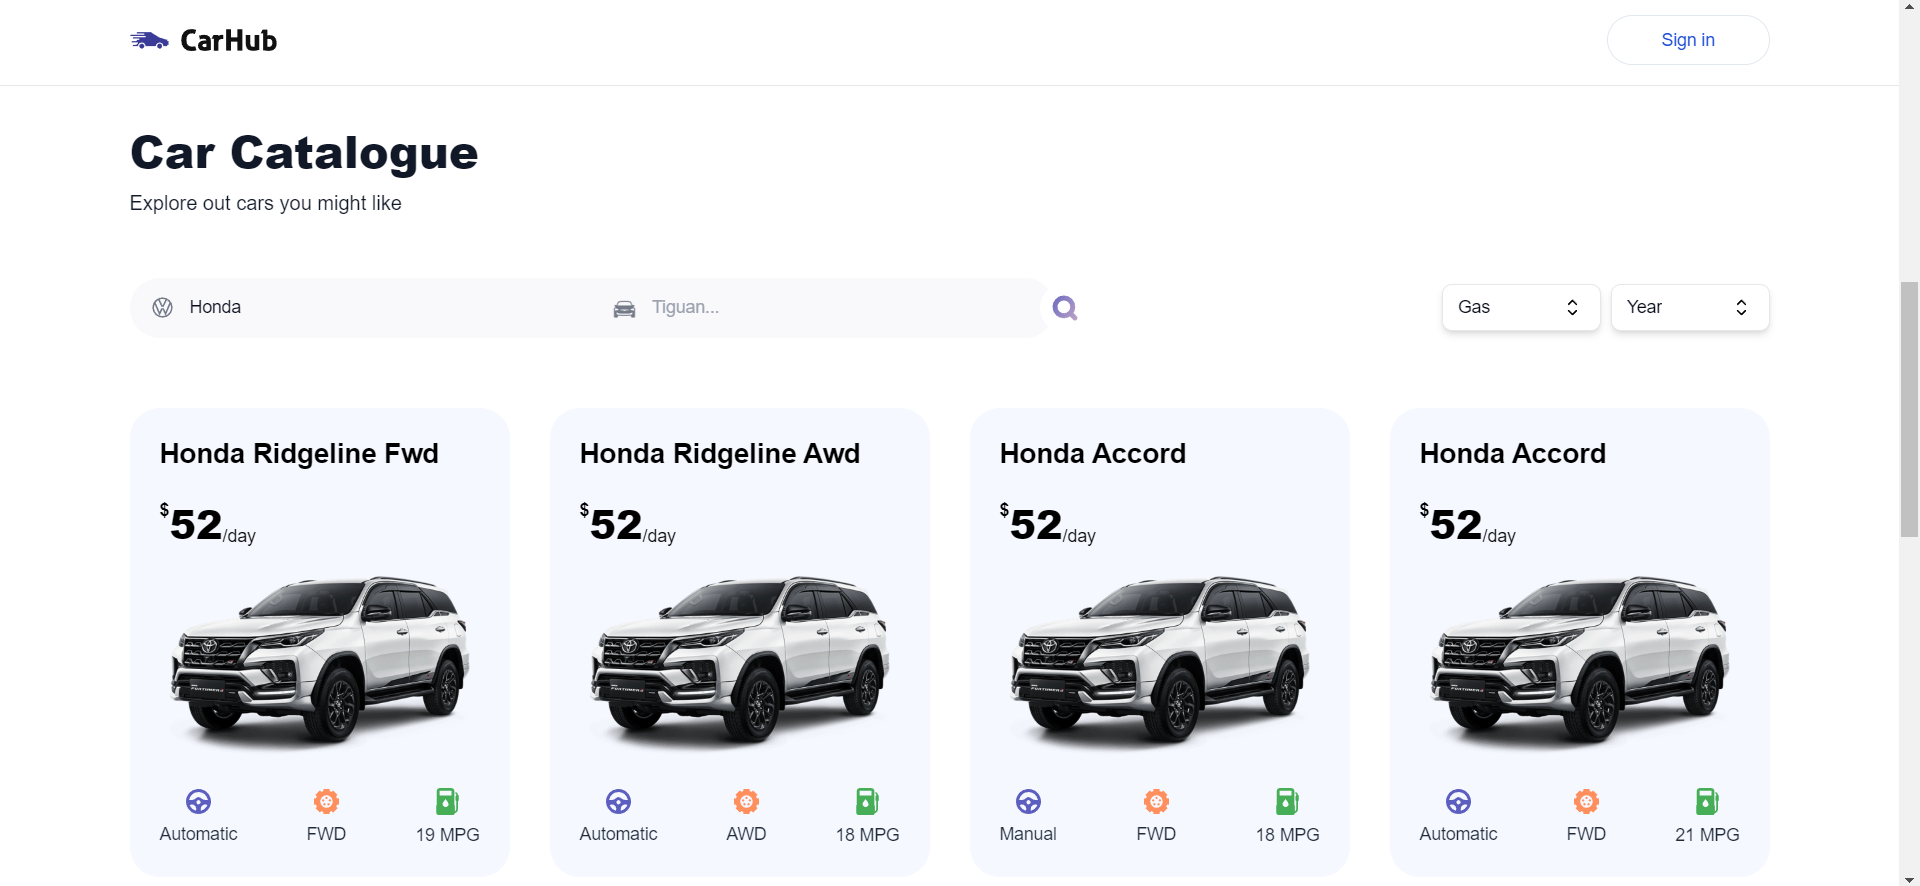 CarHub
Sign in
Car Catalogue
Explore out cars you might like
Honda
Tiguan...
Gas
Year
Honda Ridgeline Fwd
$52/day
Automatic
FWD
19 MPG
Honda Ridgeline Awd
$52/day
Automatic
AWD
18 MPG
Honda Accord
$52/day
Manual
FWD
18 MPG
Honda Accord
$52/day
Automatic
FWD
21 MPG